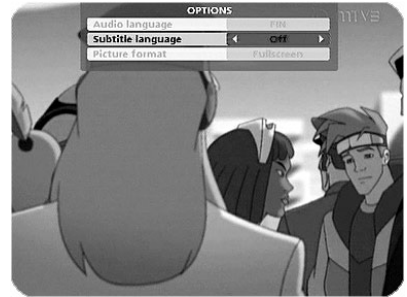 OPTIONS
Audio language FIN
Subtitle language Off
Picture format Fullscreen